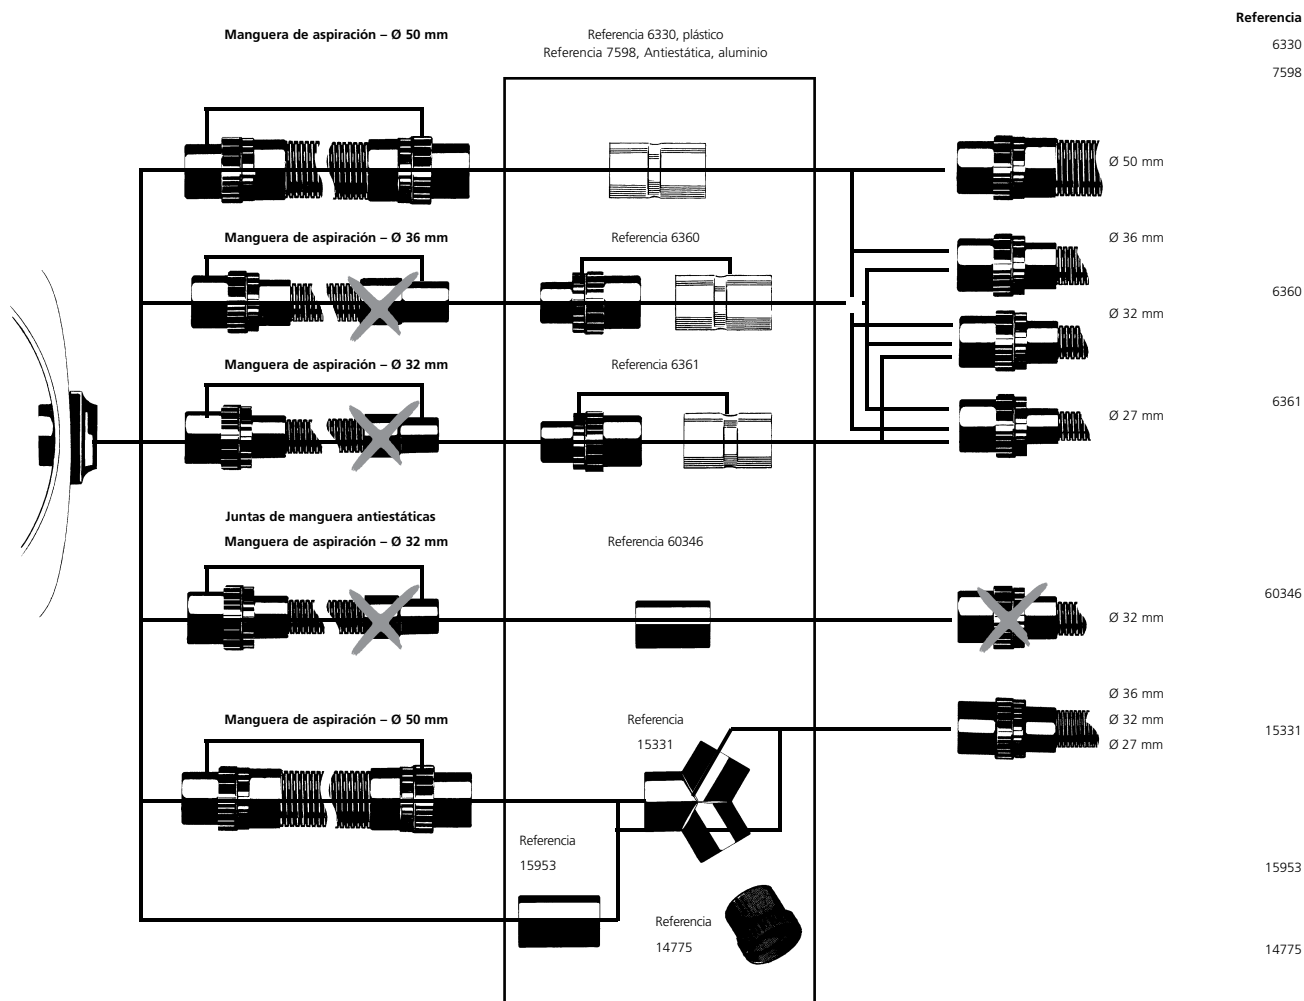 Referencia
Manguera de aspiración – Ø 50 mm
Referencia 6330, plástico
6330
Referencia 7598, Antiestática, aluminio
7598
Ø 50 mm
Manguera de aspiración – Ø 36 mm
Referencia 6360
Ø 36 mm
6360
Ø 32 mm
Manguera de aspiración – Ø 32 mm
Referencia 6361
6361
Ø 27 mm
Juntas de manguera antiestáticas
Manguera de aspiración – Ø 32 mm
Referencia 60346
60346
Ø 32 mm
Ø 36 mm
Manguera de aspiración – Ø 50 mm
Referencia
15331
Ø 32 mm
15331
Ø 27 mm
Referencia
15953
15953
Referencia
14775
14775